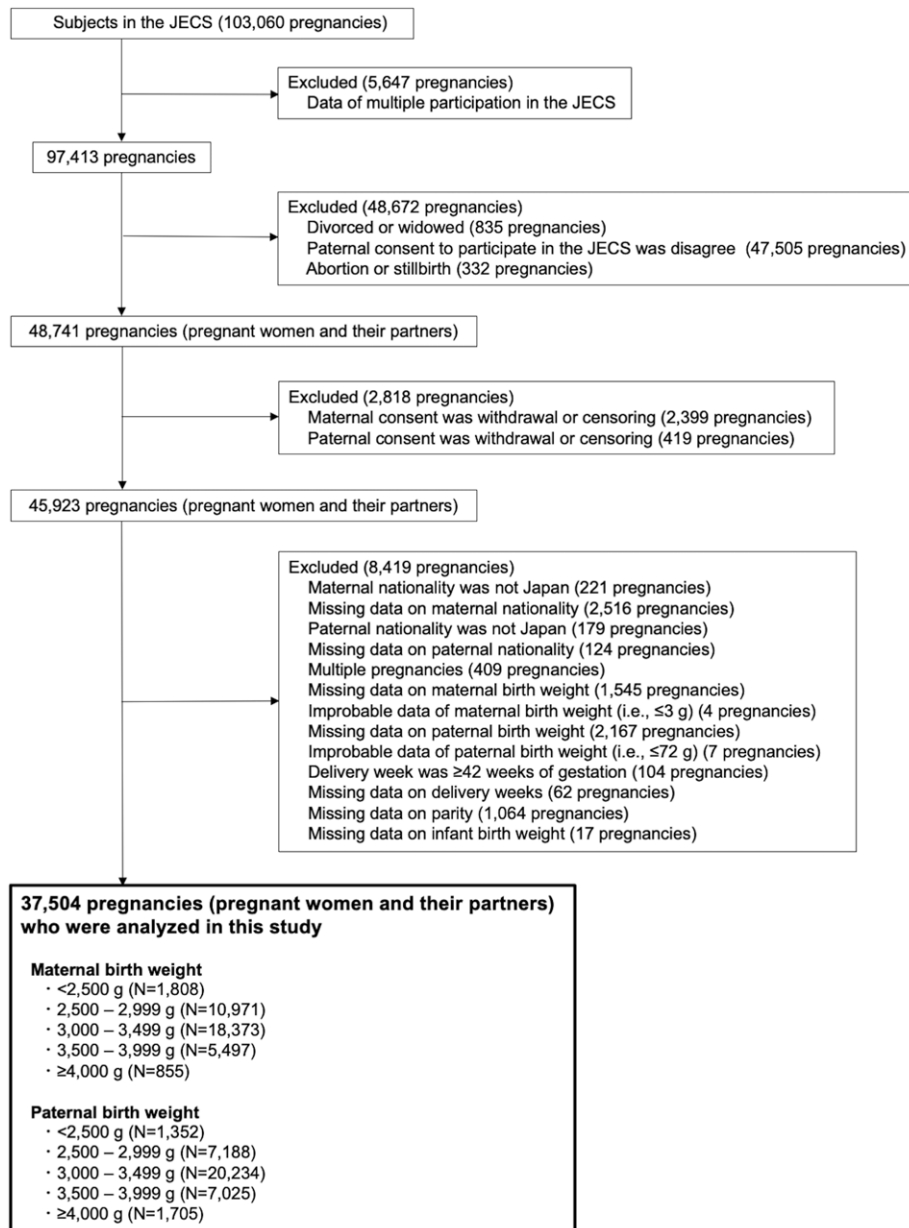 Subjects in the JECS (103,060 pregnancies)
Excluded (5,647 pregnancies)
Data of multiple participation in the JECS
97,413 pregnancies
Excluded (48,672 pregnancies)
Divorced or widowed (835 pregnancies)
Paternal consent to participate in the JECS was disagree (47,505 pregnancies)
Abortion or stillbirth (332 pregnancies)
48,741 pregnancies (pregnant women and their partners)
Excluded (2,818 pregnancies)
Maternal consent was withdrawal or censoring (2,399 pregnancies)
Paternal consent was withdrawal or censoring (419 pregnancies)
45,923 pregnancies (pregnant women and their partners)
Excluded (8,419 pregnancies)
Maternal nationality was not Japan (221 pregnancies)
Missing data on maternal nationality (2,516 pregnancies)
Paternal nationality was not Japan (179 pregnancies)
Missing data on paternal nationality (124 pregnancies)
Multiple pregnancies (409 pregnancies)
Missing data on maternal birth weight (1,545 pregnancies)
Improbable data of maternal birth weight (i.e., ≤3 g) (4 pregnancies)
Missing data on paternal birth weight (2,167 pregnancies)
Improbable data of paternal birth weight (i.e., ≤72 g) (7 pregnancies)
Delivery week was ≥42 weeks of gestation (104 pregnancies)
Missing data on delivery weeks (62 pregnancies)
Missing data on parity (1,064 pregnancies)
Missing data on infant birth weight (17 pregnancies)
37,504 pregnancies (pregnant women and their partners)
who were analyzed in this study
Maternal birth weight
・<2,500 g (N=1,808)
・2,500 – 2,999 g (N=10,971)
・3,000 – 3,499 g (N=18,373)
・3,500 – 3,999 g (N=5,497)
・≥4,000 g (N=855)
Paternal birth weight
・<2,500 g (N=1,352)
・2,500 – 2,999 g (N=7,188)
・3,000 – 3,499 g (N=20,234)
・3,500 – 3,999 g (N=7,025)
・≥4,000 g (N=1,705)